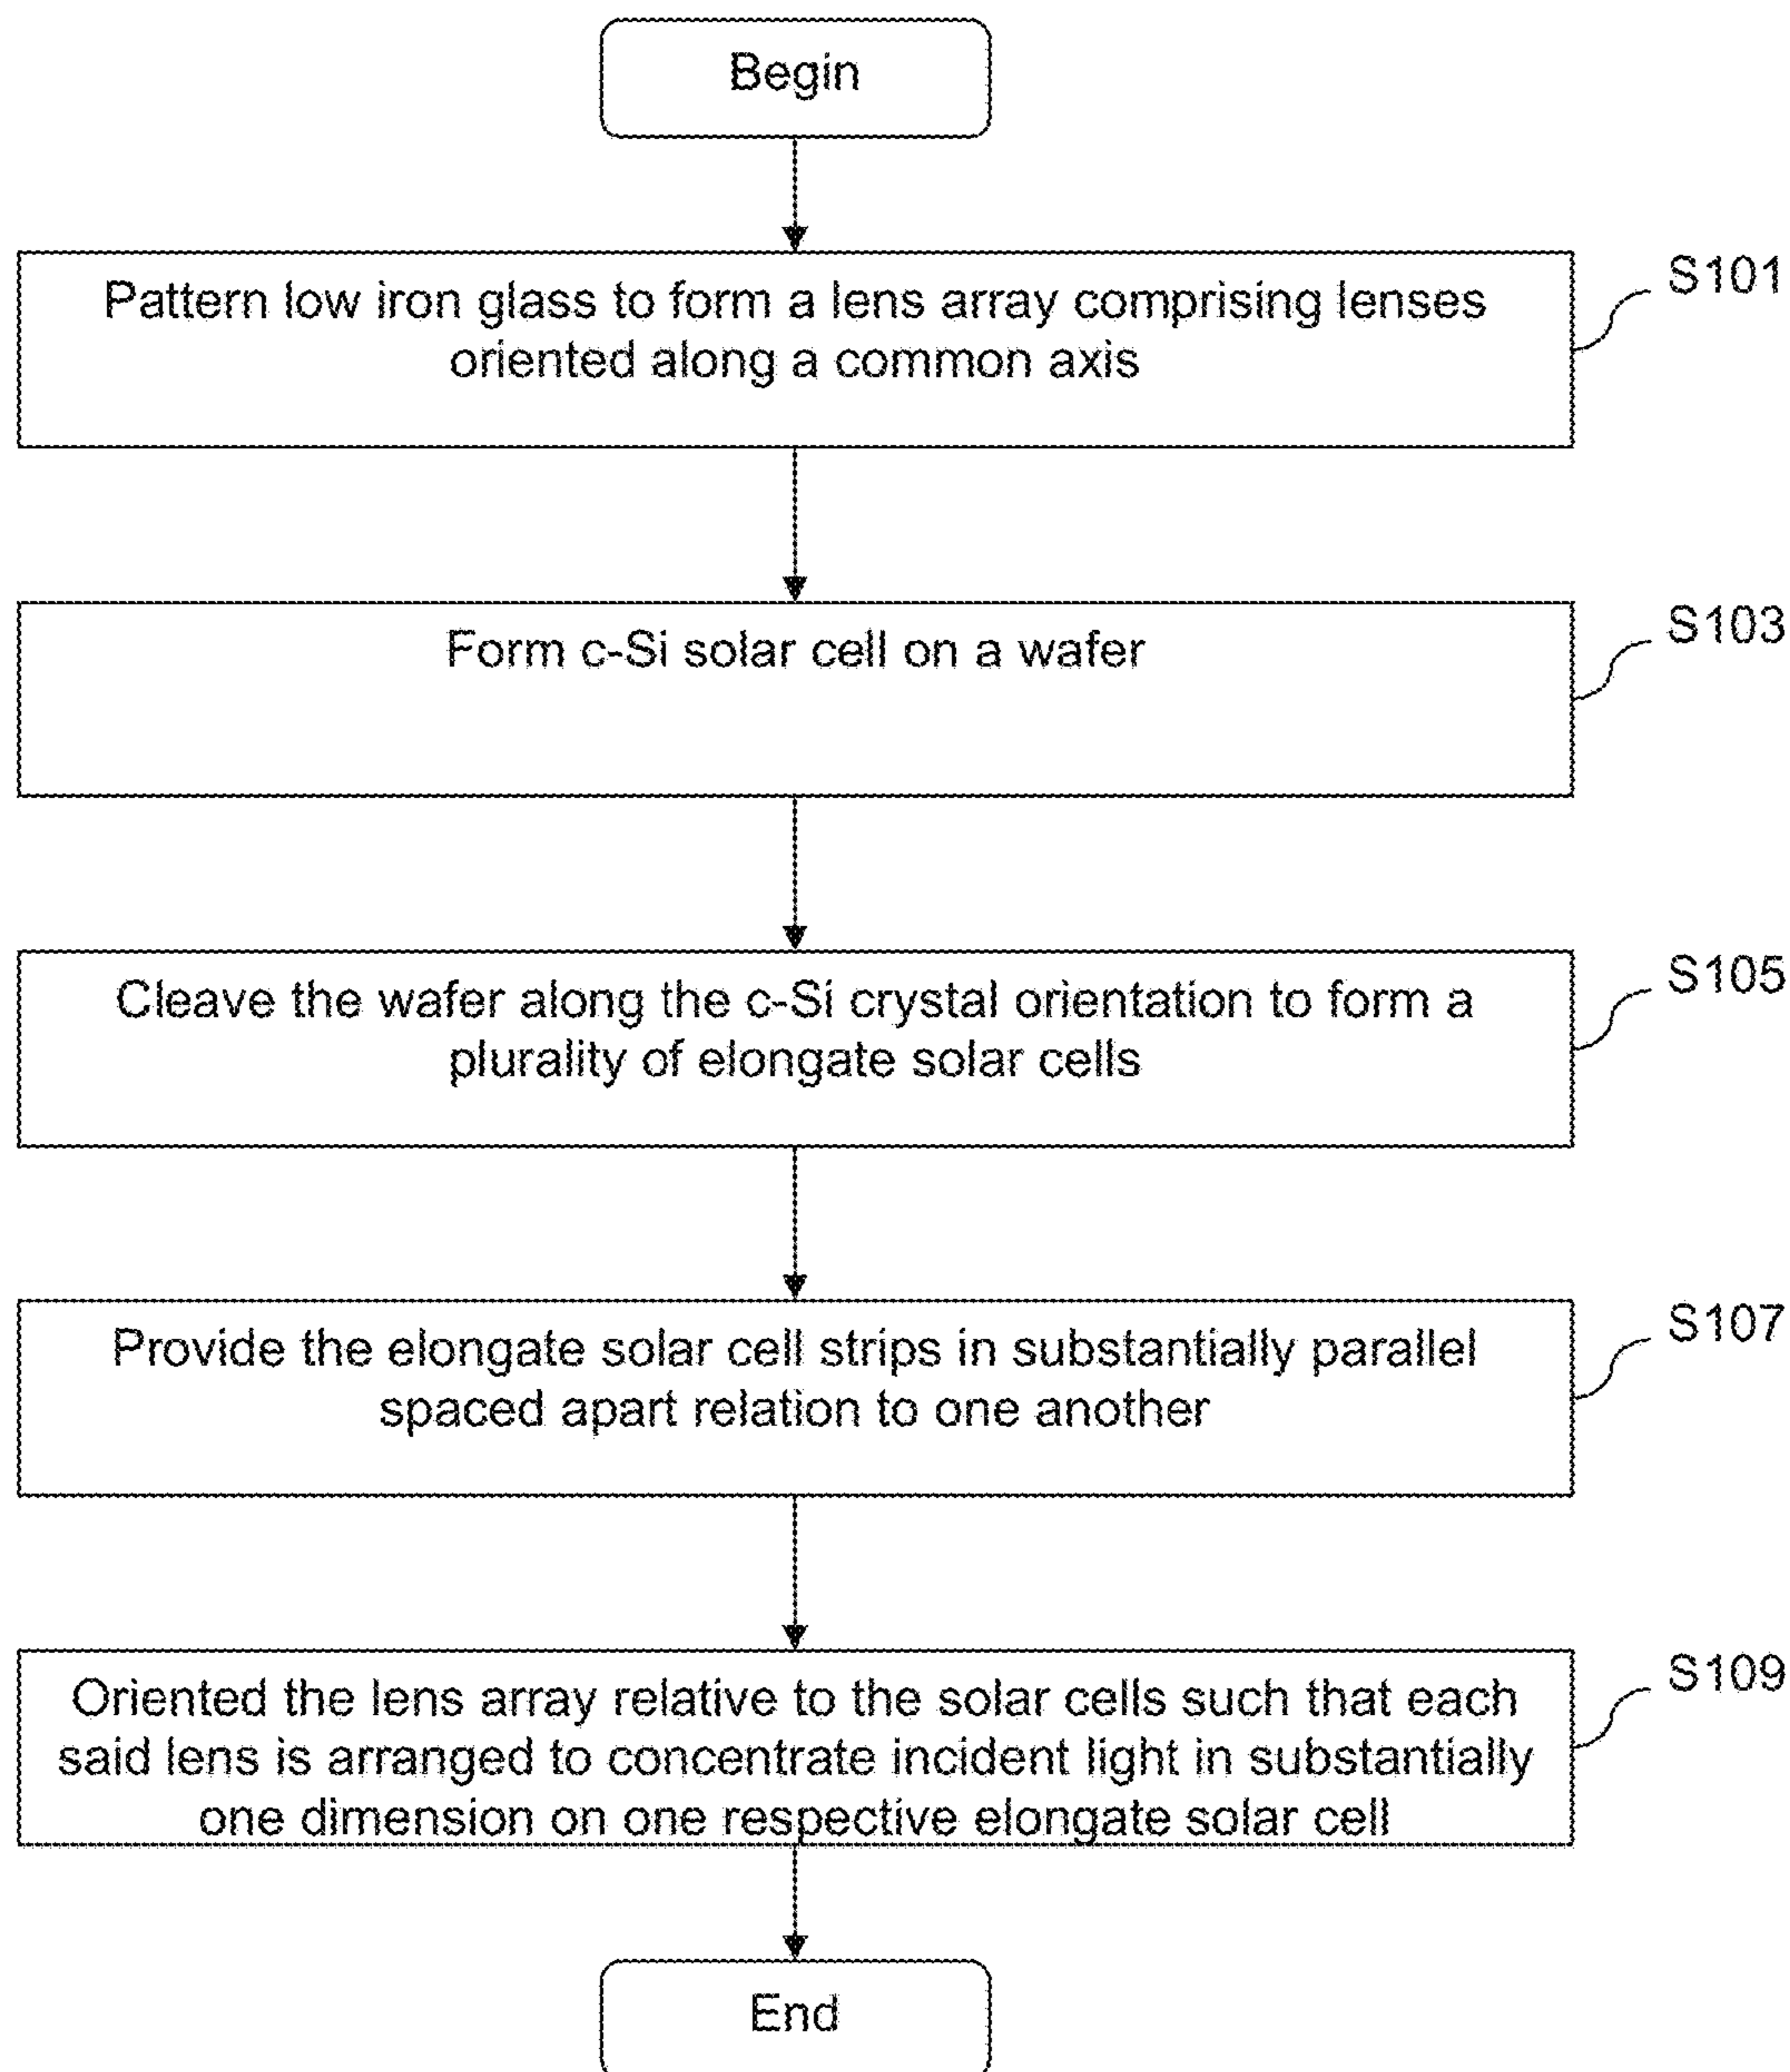 Begin
Pattern low iron glass to form a lens array comprising lenses
oriented along a common axis
S101
Form c-Si solar cell on a wafer
S103
Cleave the wafer along the c-Si crystal orientation to form a
plurality of elongate solar cells
S105
Provide the elongate solar cell strips in substantially parallel
spaced apart relation to one another
S107
Oriented the lens array relative to the solar cells such that each
said lens is arranged to concentrate incident light in substantially
one dimension on one respective elongate solar cell
S109
End